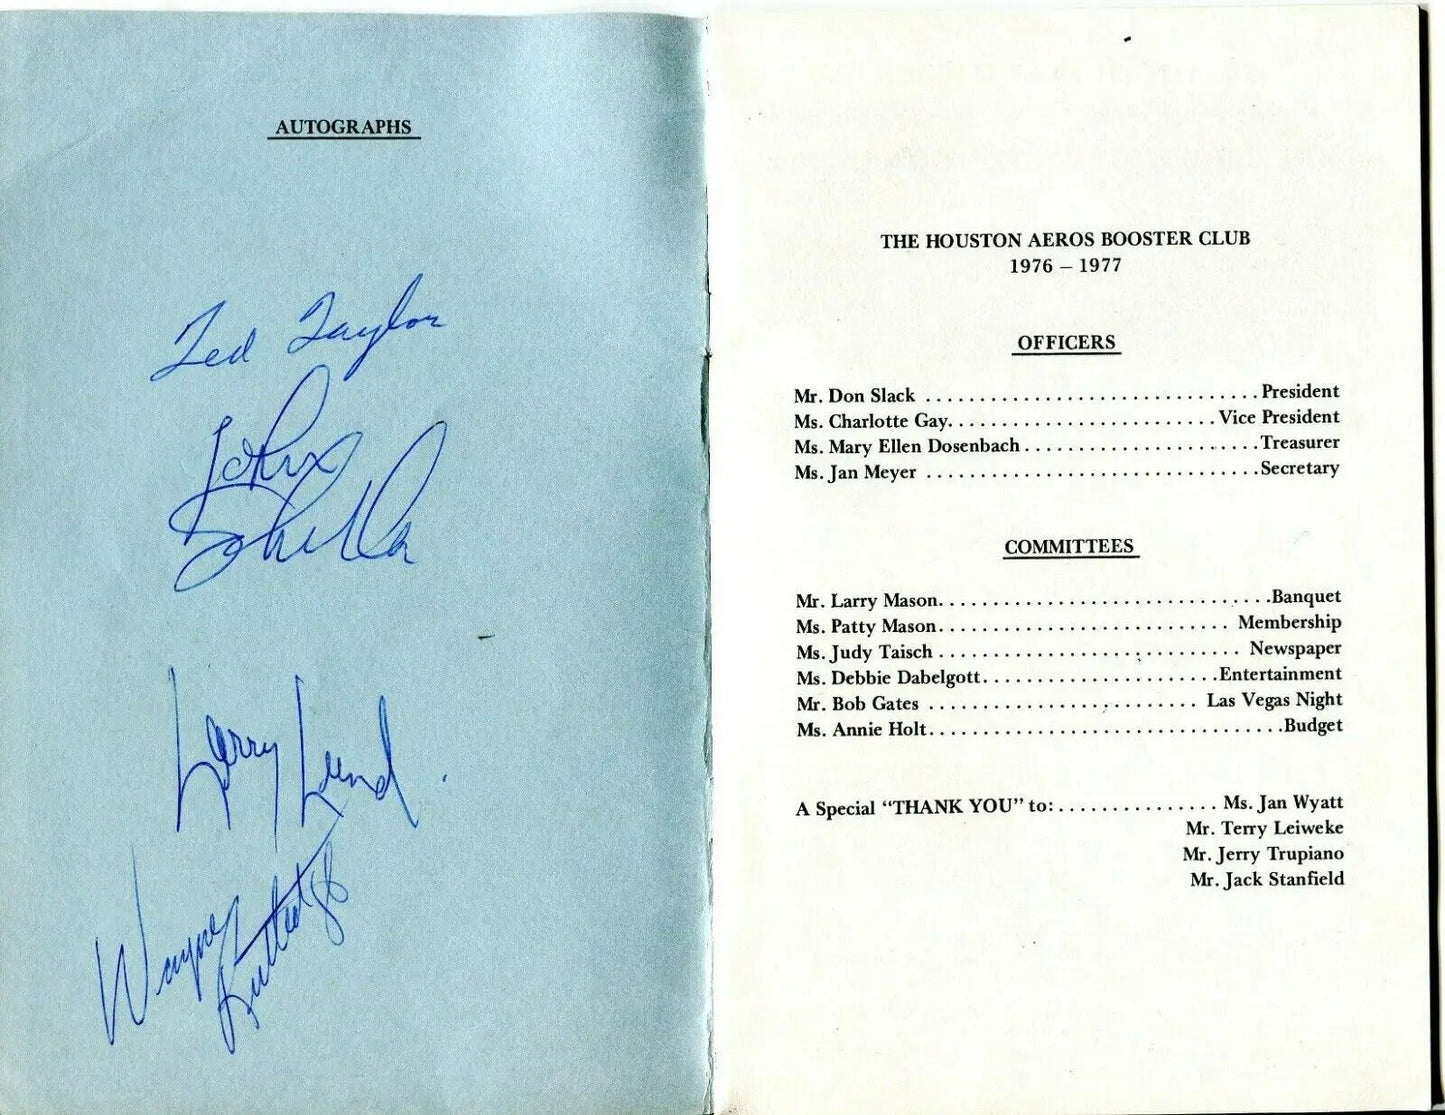 AUTOGRAPHS
Ted Taylor
John
Schella
Larry Lund
Wayne
Rutledge
THE HOUSTON AEROS BOOSTER CLUB
1976 – 1977
OFFICERS
Mr. Don Slack ............................... President
Ms. Charlotte Gay......................... Vice President
Ms. Mary Ellen Dosenbach...................... Treasurer
Ms. Jan Meyer ............................... Secretary
COMMITTEES
Mr. Larry Mason............................... Banquet
Ms. Patty Mason........................... Membership
Ms. Judy Taisch ............................ Newspaper
Ms. Debbie Dabelgott...................... Entertainment
Mr. Bob Gates ......................... Las Vegas Night
Ms. Annie Holt................................. Budget
A Special “THANK YOU” to:............... Ms. Jan Wyatt
Mr. Terry Leiweke
Mr. Jerry Trupiano
Mr. Jack Stanfield